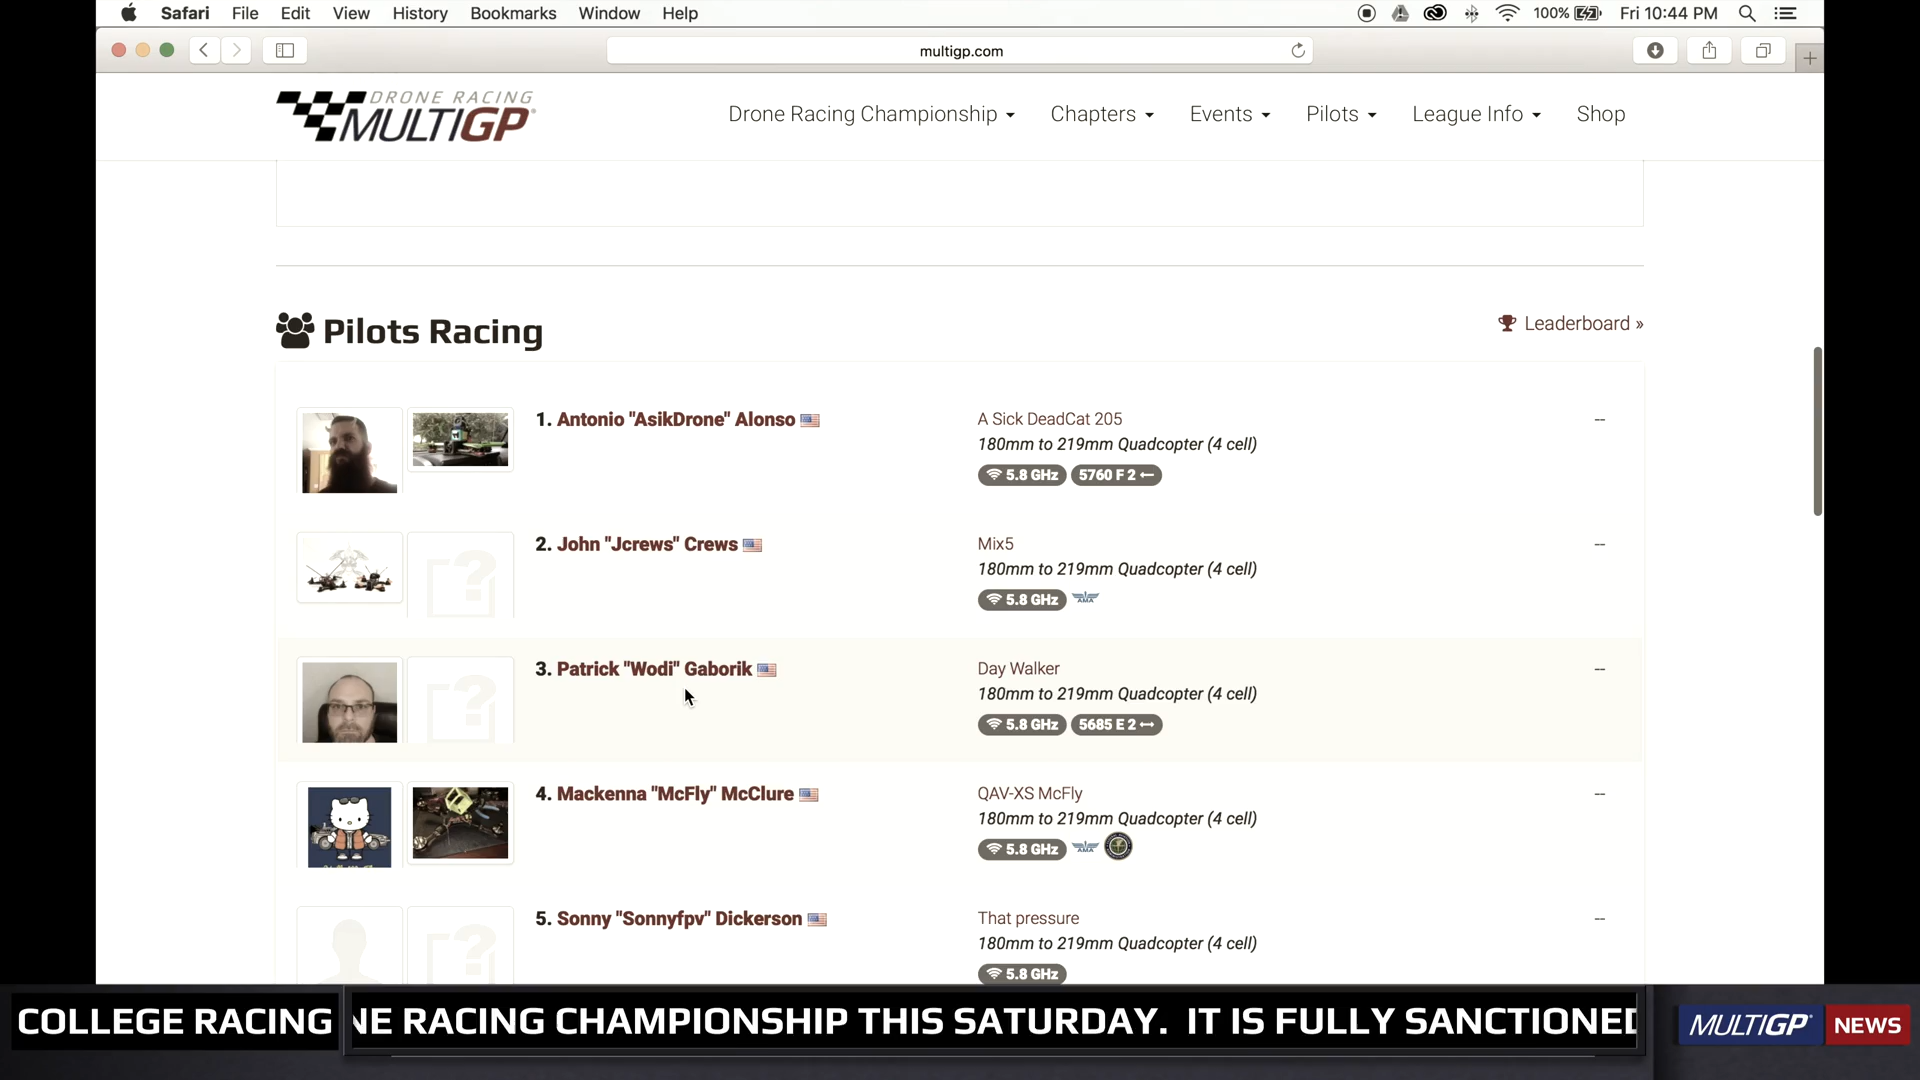 Safari File Edit View History Bookmarks Window Help 100% Fri 10:44 PM
multigp.com
DRONE RACING
MULTIGP
Drone Racing Championship Chapters Events Pilots League Info Shop
Pilots Racing
Leaderboard »
1. Antonio "AsikDrone" Alonso
A Sick DeadCat 205
--
180mm to 219mm Quadcopter (4 cell)
5.8 GHz 5760 F 2
2. John "Jcrews" Crews
Mix5
--
180mm to 219mm Quadcopter (4 cell)
5.8 GHz AMA
3. Patrick "Wodi" Gaborik
Day Walker
--
180mm to 219mm Quadcopter (4 cell)
5.8 GHz 5685 E 2
4. Mackenna "McFly" McClure
QAV-XS McFly
--
180mm to 219mm Quadcopter (4 cell)
5.8 GHz AMA
5. Sonny "Sonnyfpv" Dickerson
That pressure
--
180mm to 219mm Quadcopter (4 cell)
5.8 GHz
COLLEGE RACING
NE RACING CHAMPIONSHIP THIS SATURDAY. IT IS FULLY SANCTIONED
MULTIGP NEWS